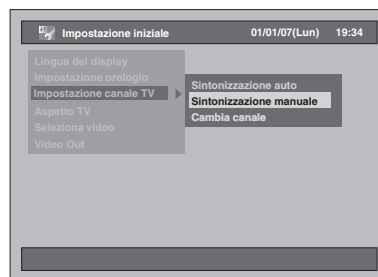 Impostazione iniziale 01/01/07(Lun) 19:34
Lingua del display
Impostazione orologio
Impostazione canale TV
Aspetto TV
Seleziona video
Video Out
Sintonizzazione auto
Sintonizzazione manuale
Cambia canale